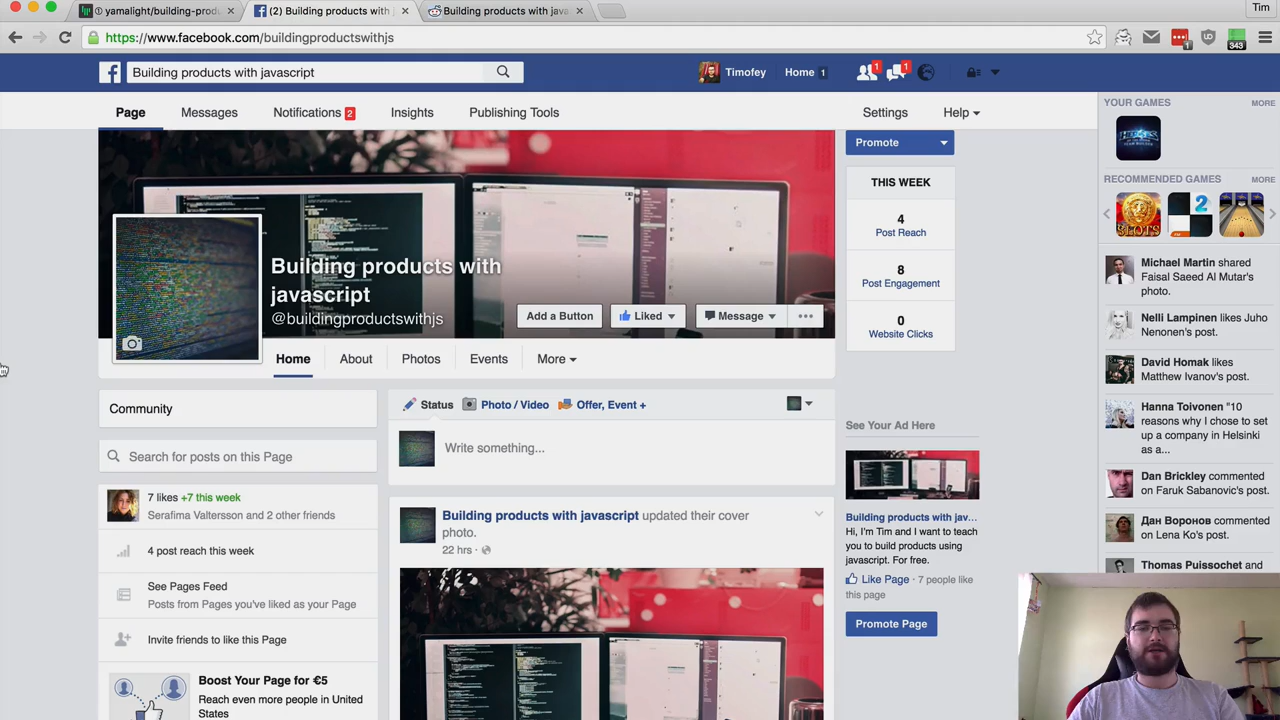 yamalight/building-produ
(2) Building products with j
Building products with java
Tim
https://www.facebook.com/buildingproductswithjs
1
343
Building products with javascript
Timofey
Home 1
1
1
Page
Messages
Notifications 2
Insights
Publishing Tools
Settings
Help
Building products with
javascript
@buildingproductswithjs
Add a Button
Liked
Message
Home
About
Photos
Events
More
Community
Search for posts on this Page
7 likes +7 this week
Serafima Valtersson and 2 other friends
4 post reach this week
See Pages Feed
Posts from Pages you've liked as your Page
Invite friends to like this Page
Boost Your Page for €5
Reach even more people in
United States
Status
Photo / Video
Offer, Event +
Write something...
Building products with javascript updated their cover
photo.
22 hrs
Promote
THIS WEEK
4
Post Reach
8
Post Engagement
0
Website Clicks
See Your Ad Here
Building products with jav...
Hi, I'm Tim and I want to teach
you to build products using
javascript. For free.
Like Page · 7 people like
this page
Promote Page
YOUR GAMES
MORE
RECOMMENDED GAMES
MORE
SLOTS
2
Michael Martin shared
Faisal Saeed Al Mutar's
photo.
Nelli Lampinen likes Juho
Nenonen's post.
David Homak likes
Matthew Ivanov's post.
Hanna Toivonen "10
reasons why I chose to set
up a company in Helsinki
as a...
Dan Brickley commented
on Faruk Sabanovic's post.
Дан Воронов commented
on Lena Ko's post.
Thomas Puissochet and